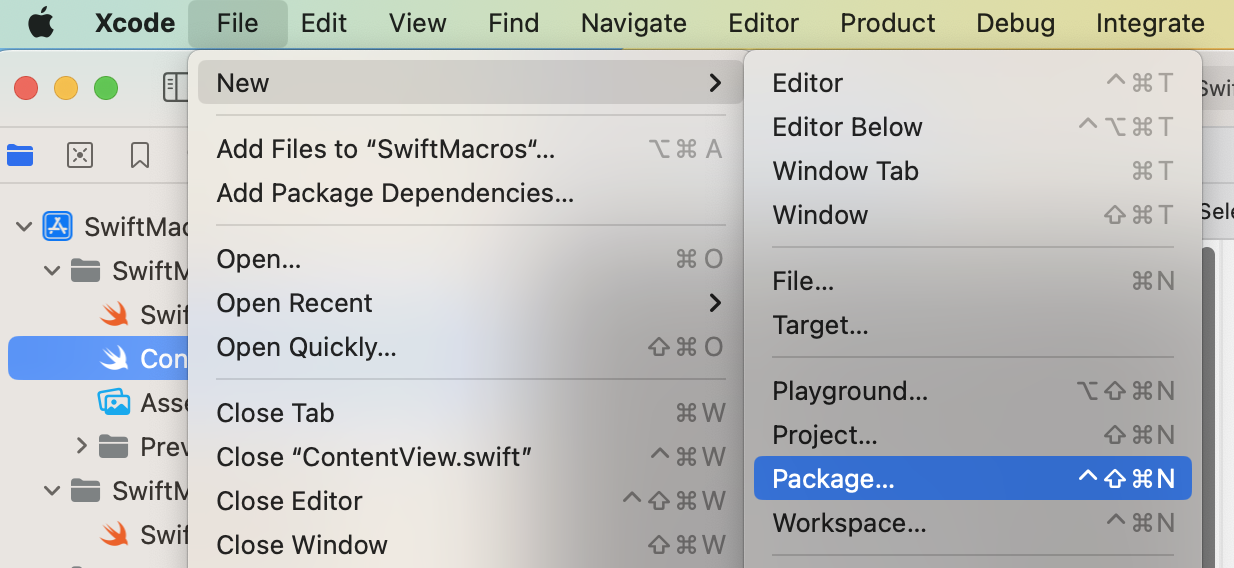 Xcode File Edit View Find Navigate Editor Product Debug Integrate
New
Add Files to “SwiftMacros“... ⌥⌘ A
Add Package Dependencies...
Open... ⌘ O
Open Recent
Open Quickly... ⇧⌘ O
Close Tab ⌘W
Close “ContentView.swift” ^⌘W
Close Editor ^⇧⌘W
Close Window ⇧⌘W
Editor ^⌘T
Editor Below ^⌥⌘T
Window Tab ⌘T
Window ⇧⌘T
File... ⌘N
Target...
Playground... ⌥⇧⌘N
Project... ⇧⌘N
Package... ^⇧⌘N
Workspace... ^⌘N
SwiftMac
SwiftM
Swif
Con
Asse
Prev
SwiftM
Swif
Swif
Sele